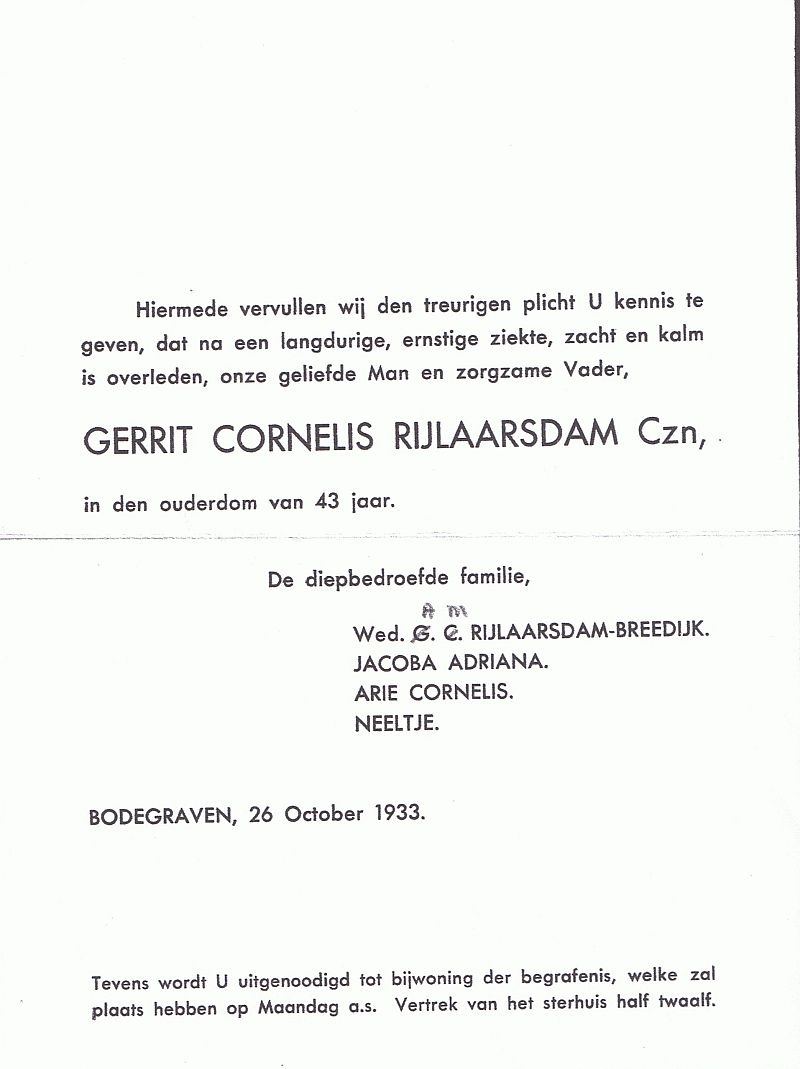 Hiermede vervullen wij den treurigen plicht U kennis te
geven, dat na een langdurige, ernstige ziekte, zacht en kalm
is overleden, onze geliefde Man en zorgzame Vader,
GERRIT CORNELIS RIJLAARSDAM Czn,
in den ouderdom van 43 jaar.
De diepbedroefde familie,
A M
Wed. G. C. RIJLAARSDAM-BREEDIJK.
JACOBA ADRIANA.
ARIE CORNELIS.
NEELTJE.
BODEGRAVEN, 26 October 1933.
Tevens wordt U uitgenoodigd tot bijwoning der begrafenis, welke zal
plaats hebben op Maandag a.s. Vertrek van het sterhuis half twaalf.